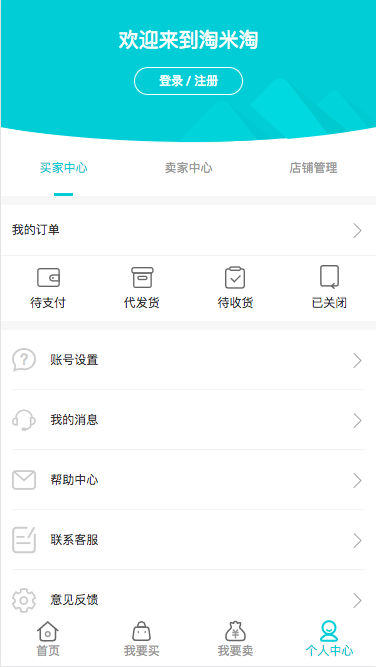 欢迎来到淘米淘
登录 / 注册
买家中心 卖家中心 店铺管理
我的订单
待支付 代发货 待收货 已关闭
账号设置
我的消息
帮助中心
联系客服
意见反馈
首页 我要买 我要卖 个人中心